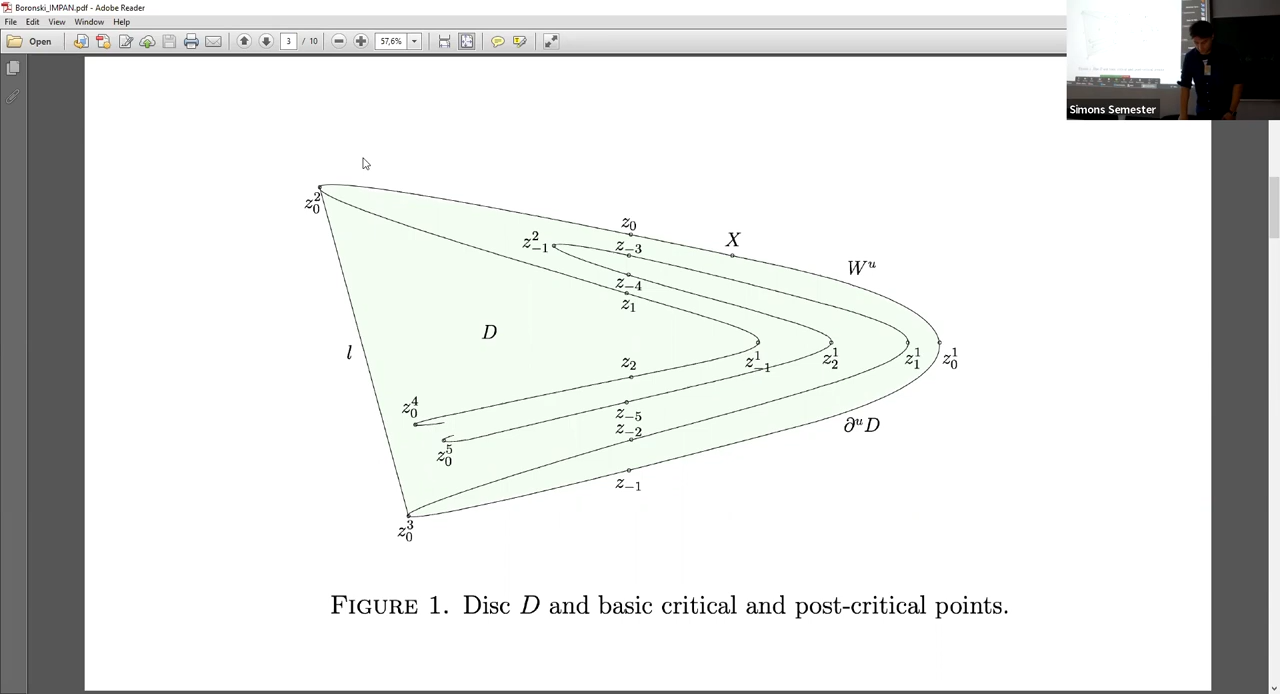 Boronski_IMPAN.pdf - Adobe Reader
File Edit View Window Help
Open 3 / 10 57,6%
Simons Semester
z_0^2
z_0
X
z_{-1}^2
z_{-3}
W^u
z_{-4}
z_1
D
l
z_2
z_{-1}^1
z_2^1
z_1^1
z_0^1
z_0^4
z_{-5}
z_{-2}
∂^u D
z_0^5
z_{-1}
z_0^3
FIGURE 1. Disc D and basic critical and post-critical points.